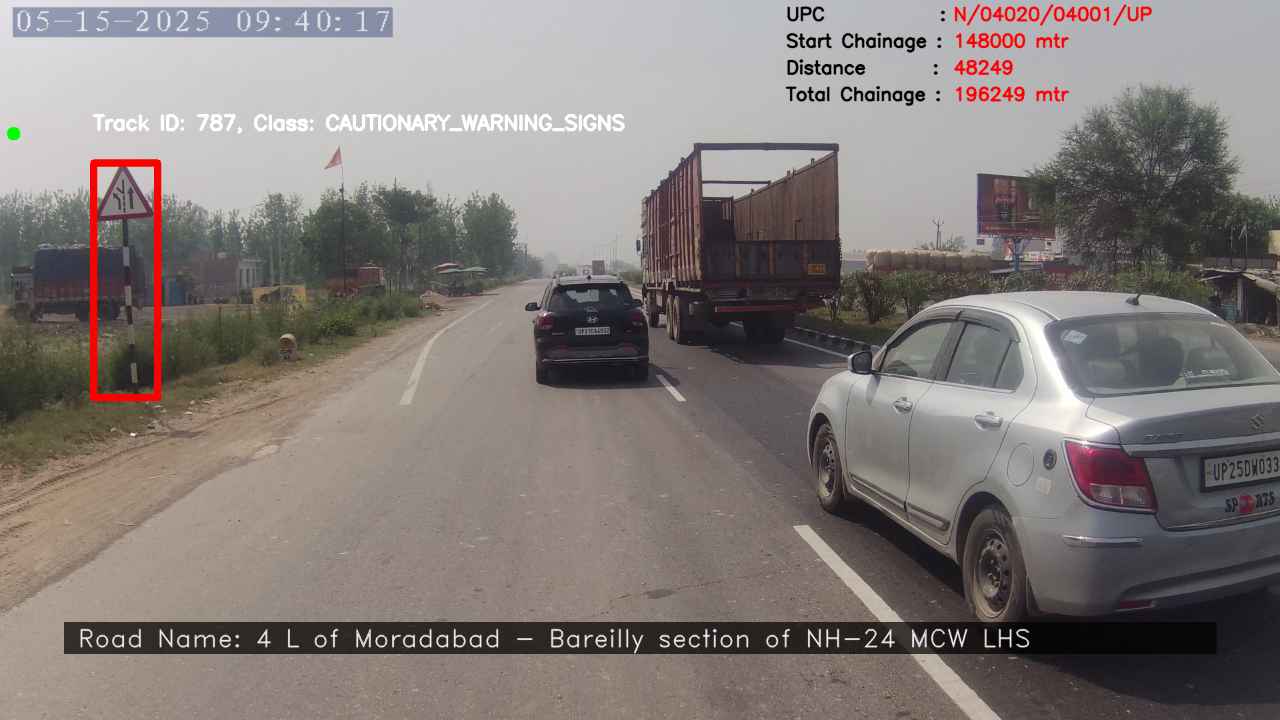 05-15-2025 09:40:17
UPC : N/04020/04001/UP
Start Chainage : 148000 mtr
Distance : 48249
Total Chainage : 196249 mtr
Track ID: 787, Class: CAUTIONARY_WARNING_SIGNS
UP25DW033
SPORTS
Road Name: 4 L of Moradabad - Bareilly section of NH-24 MCW LHS